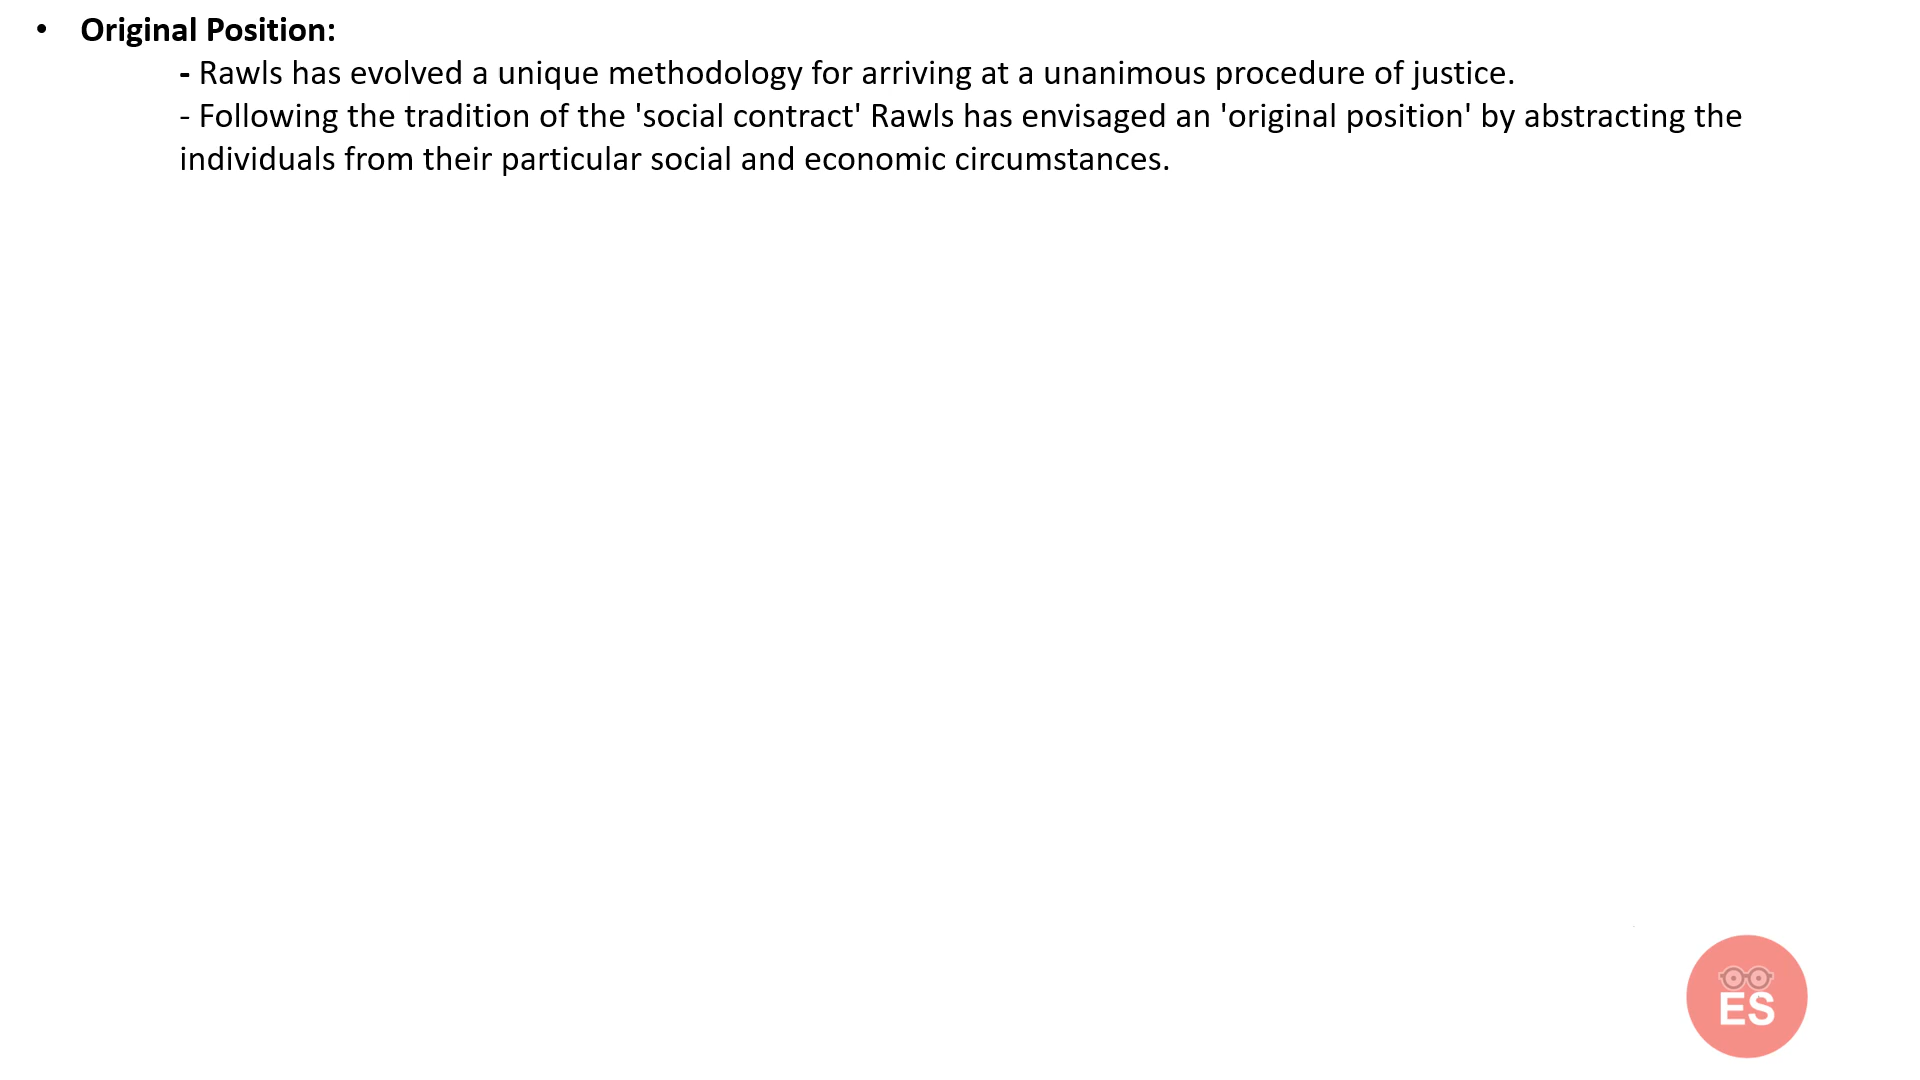 • Original Position:
- Rawls has evolved a unique methodology for arriving at a unanimous procedure of justice.
- Following the tradition of the 'social contract' Rawls has envisaged an 'original position' by abstracting the
individuals from their particular social and economic circumstances.
ES